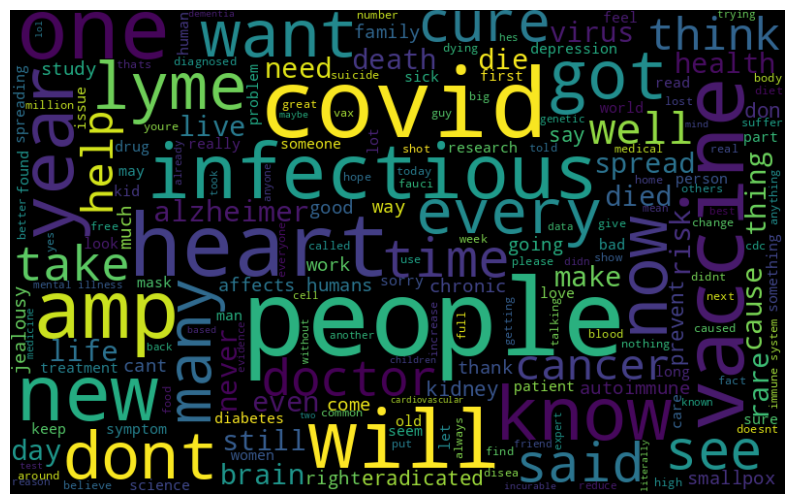 one
want
cure
virus
think
covid
got
vaccine
year
lyme
help
infectious
heart
people
amp
will
know
new
dont
doctor
time
every
now
many
take
see
said
cancer
well
death
need
die
family
human
health
live
study
say
spread
died
alzheimer
thing
cause
rare
risk
prevent
make
life
brain
day
still
even
never
kidney
autoimmune
right
eradicated
smallpox
affects humans
chronic
jealousy
treatment
cant
symptom
diabetes
women
science
mental illness
immune system
cardiovascular
depression
dementia
diagnosed
suicide
problem
someone
research
really
drug
million
issue
spreading
found
better
number
trying
feel
dying
hes
lol
thats
sick
first
big
great
maybe
vax
guy
genetic
read
lost
body
diet
world
don
mind
suffer
part
youre
may
kid
already
took
lot
shot
told
medical
real
hope
today
fauci
anyone
home
person
others
anything
something
good
way
week
going
data
give
mean
best
change
cdc
yes
free
look
much
everyone
called
use
please
bad
show
didn
didnt
next
mask
work
sorry
love
medicine
man
cell
increase
full
getting
talking
blood
nothing
caused
back
based
another
without
children
evidence
food
thank
patient
care
long
fact
come
old
seem
two
common
put
let
always
find
friend
expert
known
sure
doesnt
keep
around
reason
test
believe
disea
incurable
reduce
literally
high